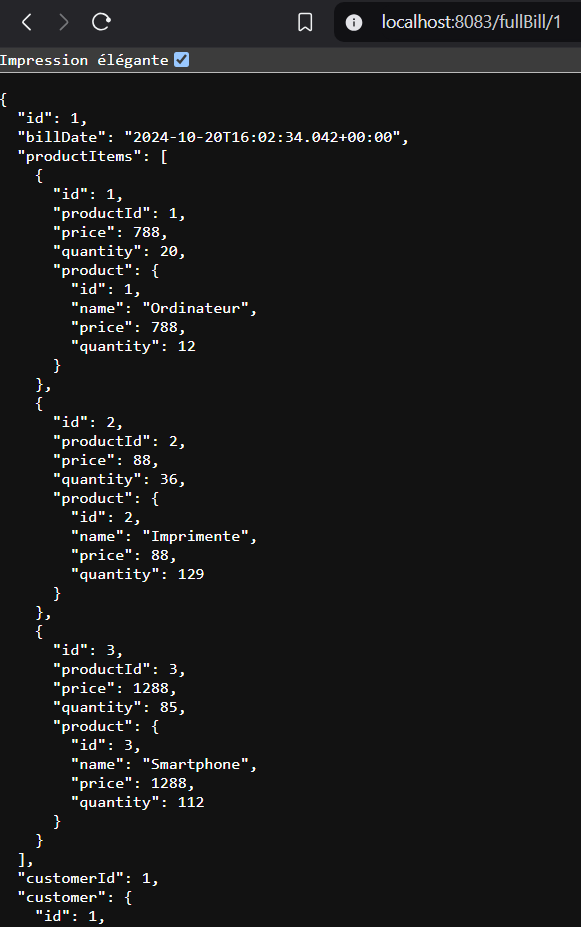 localhost:8083/fullBill/1
Impression élégante
{
  "id": 1,
  "billDate": "2024-10-20T16:02:34.042+00:00",
  "productItems": [
    {
      "id": 1,
      "productId": 1,
      "price": 788,
      "quantity": 20,
      "product": {
        "id": 1,
        "name": "Ordinateur",
        "price": 788,
        "quantity": 12
      }
    },
    {
      "id": 2,
      "productId": 2,
      "price": 88,
      "quantity": 36,
      "product": {
        "id": 2,
        "name": "Imprimente",
        "price": 88,
        "quantity": 129
      }
    },
    {
      "id": 3,
      "productId": 3,
      "price": 1288,
      "quantity": 85,
      "product": {
        "id": 3,
        "name": "Smartphone",
        "price": 1288,
        "quantity": 112
      }
    }
  ],
  "customerId": 1,
  "customer": {
    "id": 1,